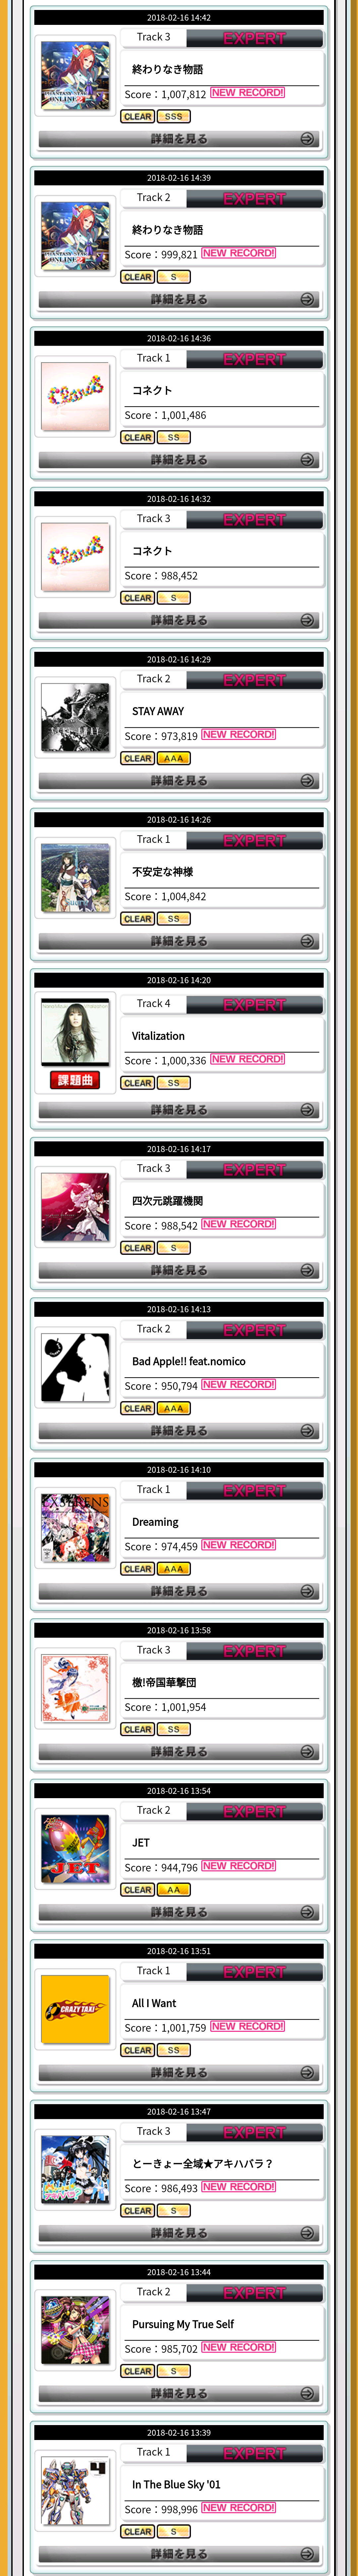 2018-02-16 14:42
Track 3
EXPERT
終わりなき物語
Score：1,007,812 NEW RECORD!
CLEAR SSS
詳細を見る
2018-02-16 14:39
Track 2
EXPERT
終わりなき物語
Score：999,821 NEW RECORD!
CLEAR S
詳細を見る
2018-02-16 14:36
Track 1
EXPERT
コネクト
Score：1,001,486
CLEAR SS
詳細を見る
2018-02-16 14:32
Track 3
EXPERT
コネクト
Score：988,452
CLEAR S
詳細を見る
2018-02-16 14:29
Track 2
EXPERT
STAY AWAY
Score：973,819 NEW RECORD!
CLEAR AAA
詳細を見る
2018-02-16 14:26
Track 1
EXPERT
不安定な神様
Score：1,004,842
CLEAR SS
詳細を見る
2018-02-16 14:20
Track 4
EXPERT
Vitalization
Score：1,000,336 NEW RECORD!
課題曲
CLEAR SS
詳細を見る
2018-02-16 14:17
Track 3
EXPERT
四次元跳躍機関
Score：988,542 NEW RECORD!
CLEAR S
詳細を見る
2018-02-16 14:13
Track 2
EXPERT
Bad Apple!! feat.nomico
Score：950,794 NEW RECORD!
CLEAR AAA
詳細を見る
2018-02-16 14:10
Track 1
EXPERT
Dreaming
Score：974,459 NEW RECORD!
CLEAR AAA
詳細を見る
2018-02-16 13:58
Track 3
EXPERT
檄!帝国華撃団
Score：1,001,954
CLEAR SS
詳細を見る
2018-02-16 13:54
Track 2
EXPERT
JET
JET
Score：944,796 NEW RECORD!
CLEAR AA
詳細を見る
2018-02-16 13:51
Track 1
EXPERT
All I Want
CRAZY TAXI
Score：1,001,759 NEW RECORD!
CLEAR SS
詳細を見る
2018-02-16 13:47
Track 3
EXPERT
とーきょー全域★アキハバラ？
Score：986,493 NEW RECORD!
CLEAR S
詳細を見る
2018-02-16 13:44
Track 2
EXPERT
Pursuing My True Self
Score：985,702 NEW RECORD!
CLEAR S
詳細を見る
2018-02-16 13:39
Track 1
EXPERT
In The Blue Sky '01
Score：998,996 NEW RECORD!
CLEAR S
詳細を見る